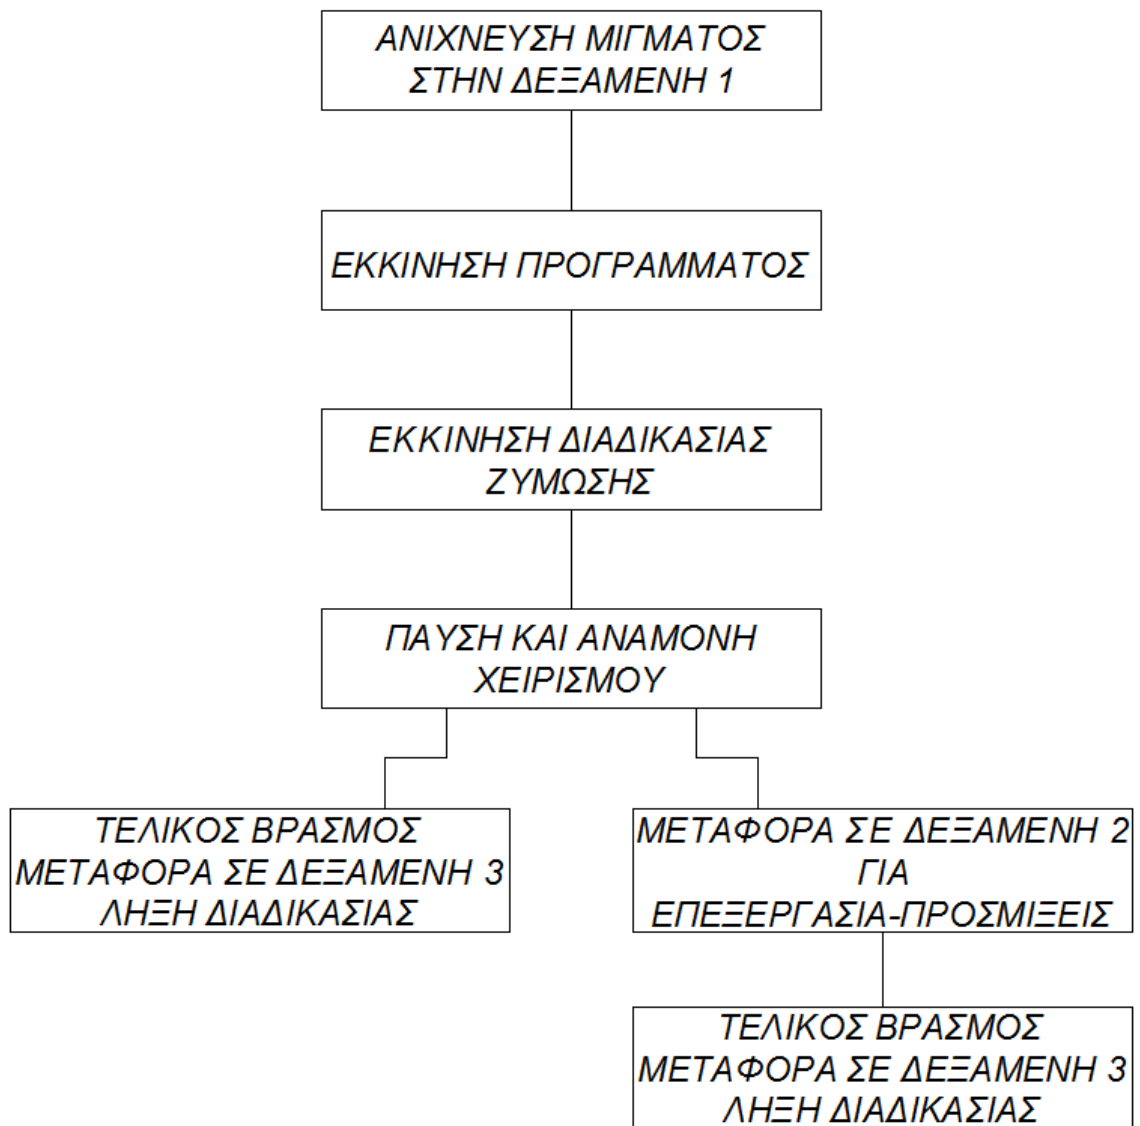 ΑΝΙΧΝΕΥΣΗ ΜΙΓΜΑΤΟΣ
ΣΤΗΝ ΔΕΞΑΜΕΝΗ 1
ΕΚΚΙΝΗΣΗ ΠΡΟΓΡΑΜΜΑΤΟΣ
ΕΚΚΙΝΗΣΗ ΔΙΑΔΙΚΑΣΙΑΣ
ΖΥΜΩΣΗΣ
ΠΑΥΣΗ ΚΑΙ ΑΝΑΜΟΝΗ
ΧΕΙΡΙΣΜΟΥ
ΤΕΛΙΚΟΣ ΒΡΑΣΜΟΣ
ΜΕΤΑΦΟΡΑ ΣΕ ΔΕΞΑΜΕΝΗ 3
ΛΗΞΗ ΔΙΑΔΙΚΑΣΙΑΣ
ΜΕΤΑΦΟΡΑ ΣΕ ΔΕΞΑΜΕΝΗ 2
ΓΙΑ
ΕΠΕΞΕΡΓΑΣΙΑ-ΠΡΟΣΜΙΞΕΙΣ
ΤΕΛΙΚΟΣ ΒΡΑΣΜΟΣ
ΜΕΤΑΦΟΡΑ ΣΕ ΔΕΞΑΜΕΝΗ 3
ΛΗΞΗ ΔΙΑΔΙΚΑΣΙΑΣ